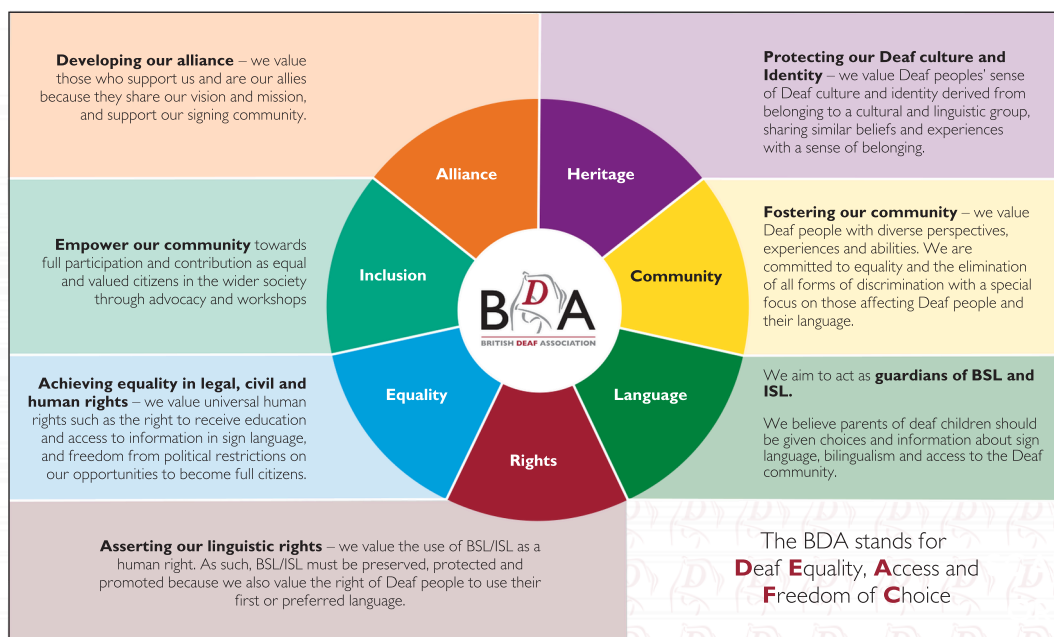 Developing our alliance – we value
those who support us and are our allies
because they share our vision and mission,
and support our signing community.
Protecting our Deaf culture and
Identity – we value Deaf peoples’ sense
of Deaf culture and identity derived from
belonging to a cultural and linguistic group,
sharing similar beliefs and experiences
with a sense of belonging.
Alliance
Heritage
Empower our community towards
full participation and contribution as equal
and valued citizens in the wider society
through advocacy and workshops
Inclusion
Community
Fostering our community – we value
Deaf people with diverse perspectives,
experiences and abilities. We are
committed to equality and the elimination
of all forms of discrimination with a special
focus on those affecting Deaf people and
their language.
BDA
BRITISH DEAF ASSOCIATION
Achieving equality in legal, civil and
human rights – we value universal human
rights such as the right to receive education
and access to information in sign language,
and freedom from political restrictions on
our opportunities to become full citizens.
Equality
Language
We aim to act as guardians of BSL and
ISL.
We believe parents of deaf children should
be given choices and information about sign
language, bilingualism and access to the Deaf
community.
Rights
Asserting our linguistic rights – we value the use of BSL/ISL as a
human right. As such, BSL/ISL must be preserved, protected and
promoted because we also value the right of Deaf people to use their
first or preferred language.
The BDA stands for
Deaf Equality, Access and
Freedom of Choice